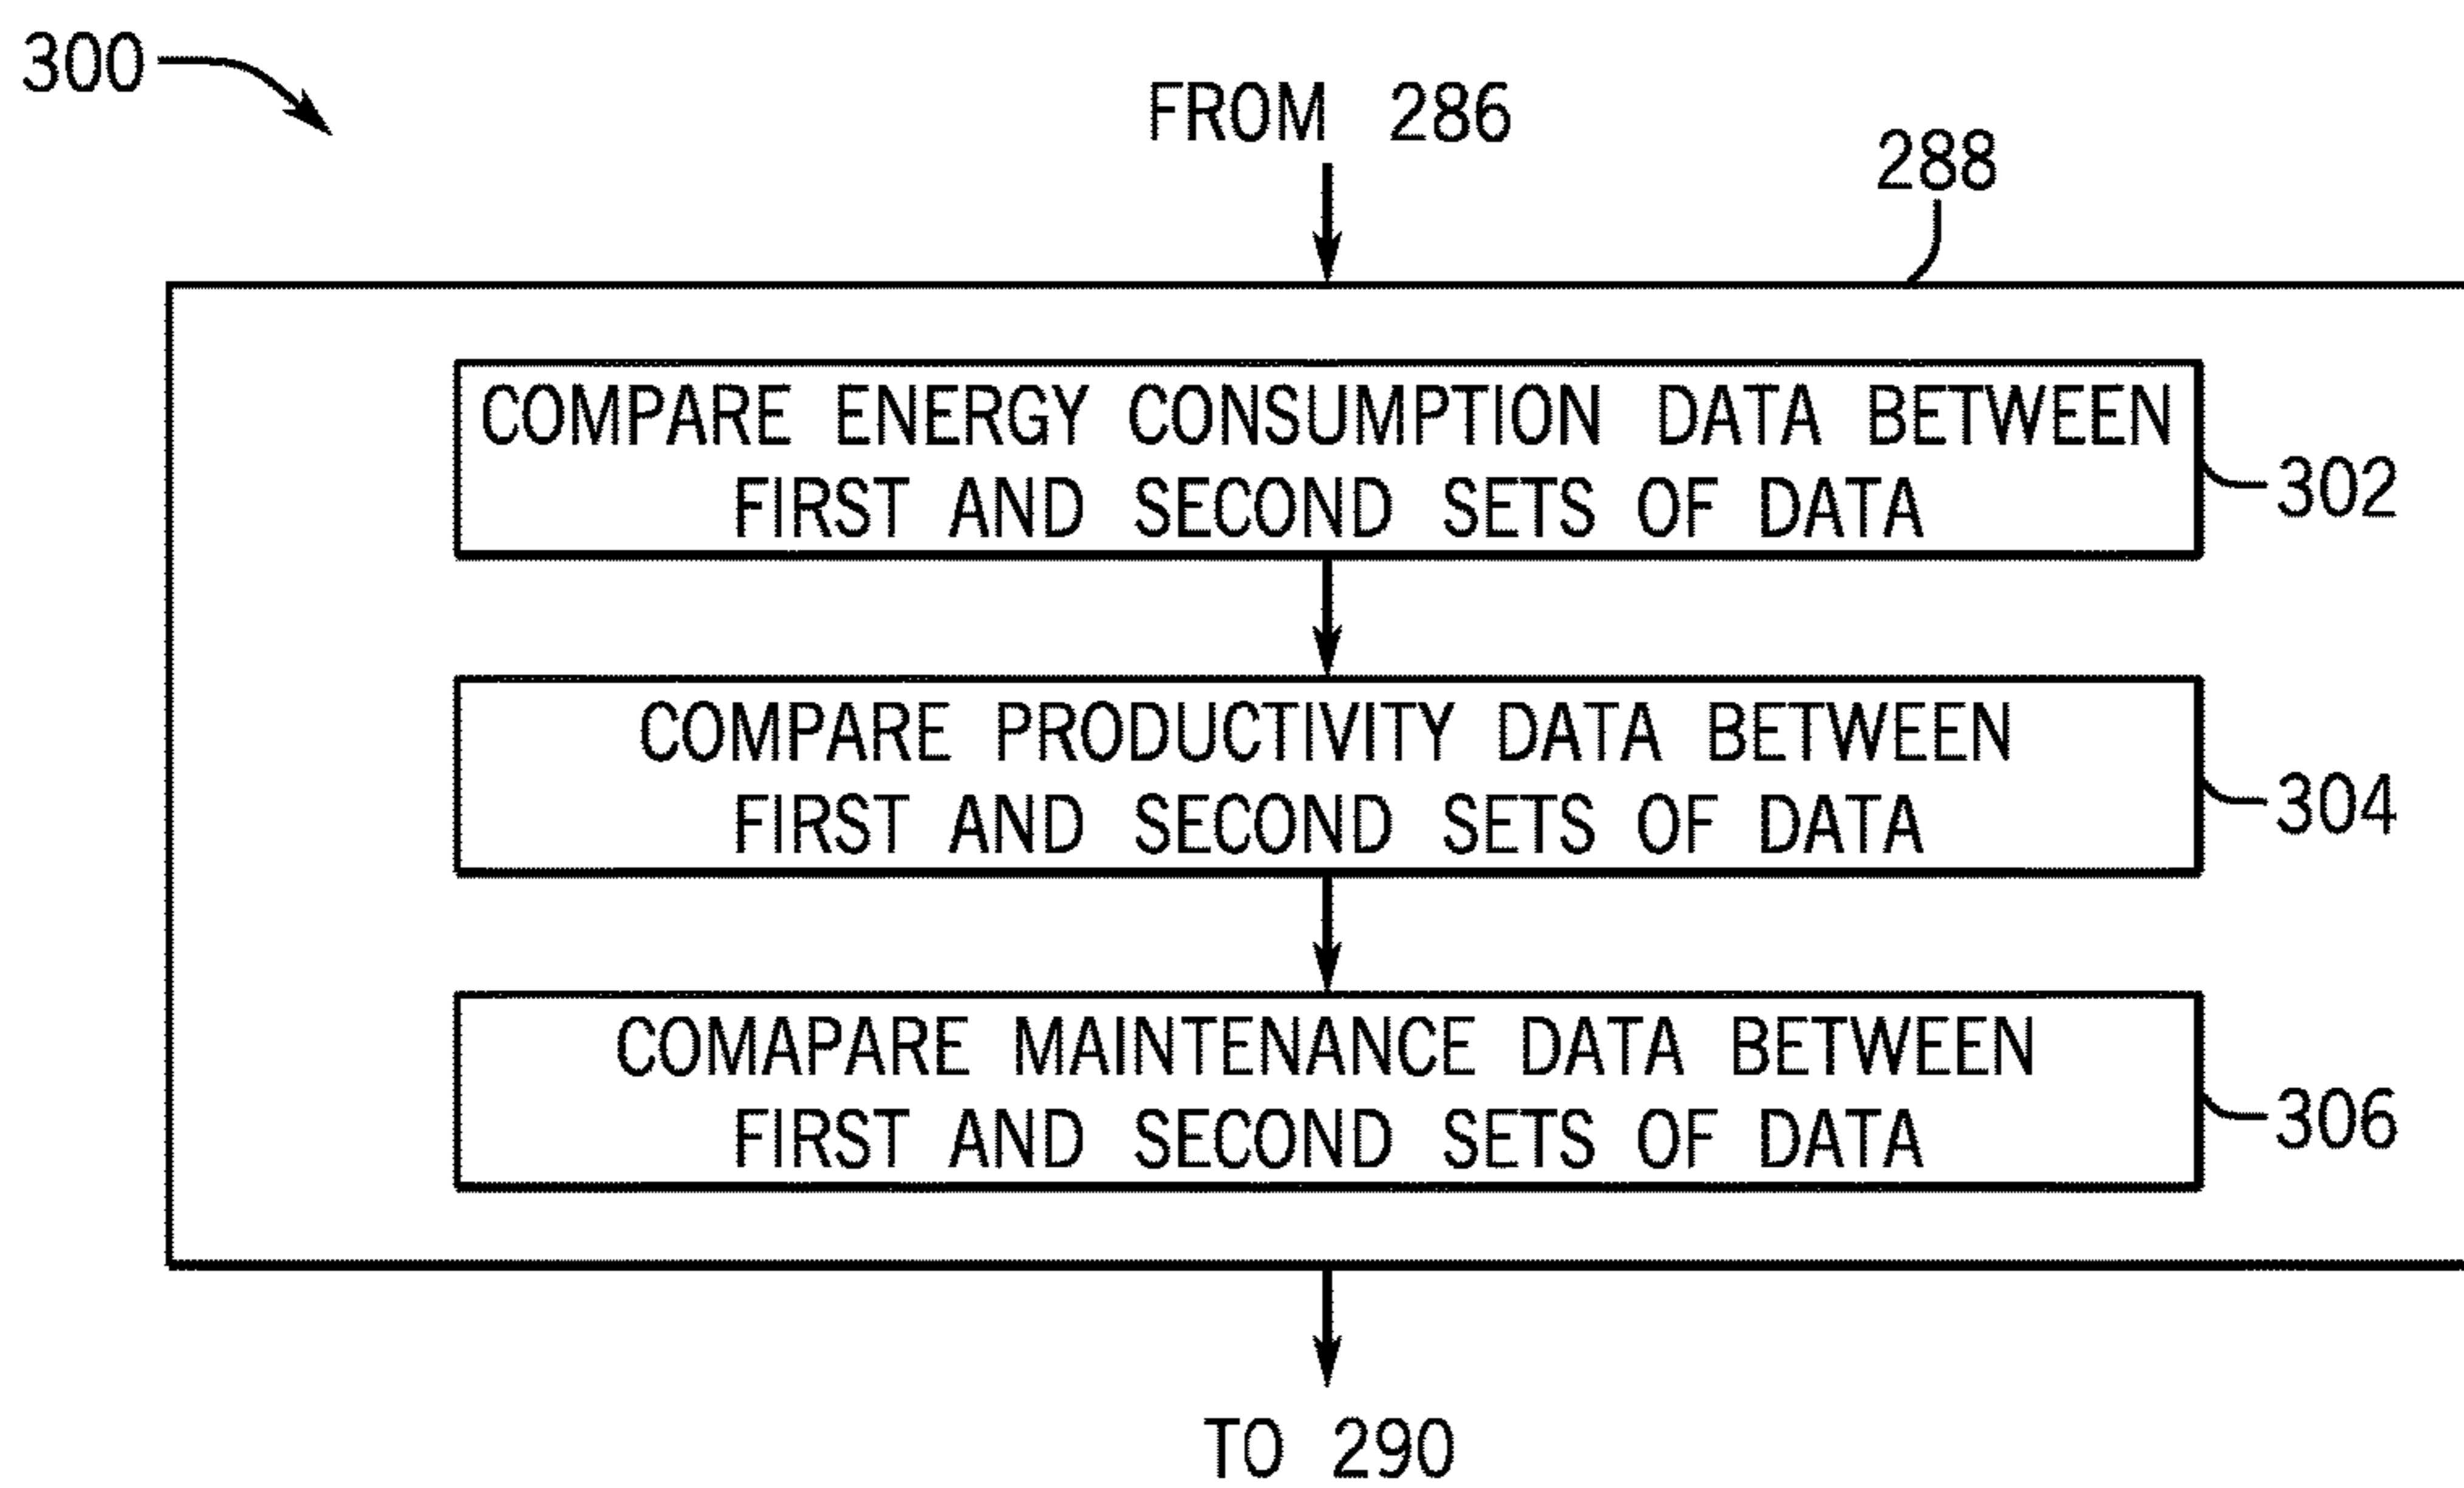 300
FROM 286
288
COMPARE ENERGY CONSUMPTION DATA BETWEEN
FIRST AND SECOND SETS OF DATA
302
COMPARE PRODUCTIVITY DATA BETWEEN
FIRST AND SECOND SETS OF DATA
304
COMAPARE MAINTENANCE DATA BETWEEN
FIRST AND SECOND SETS OF DATA
306
TO 290